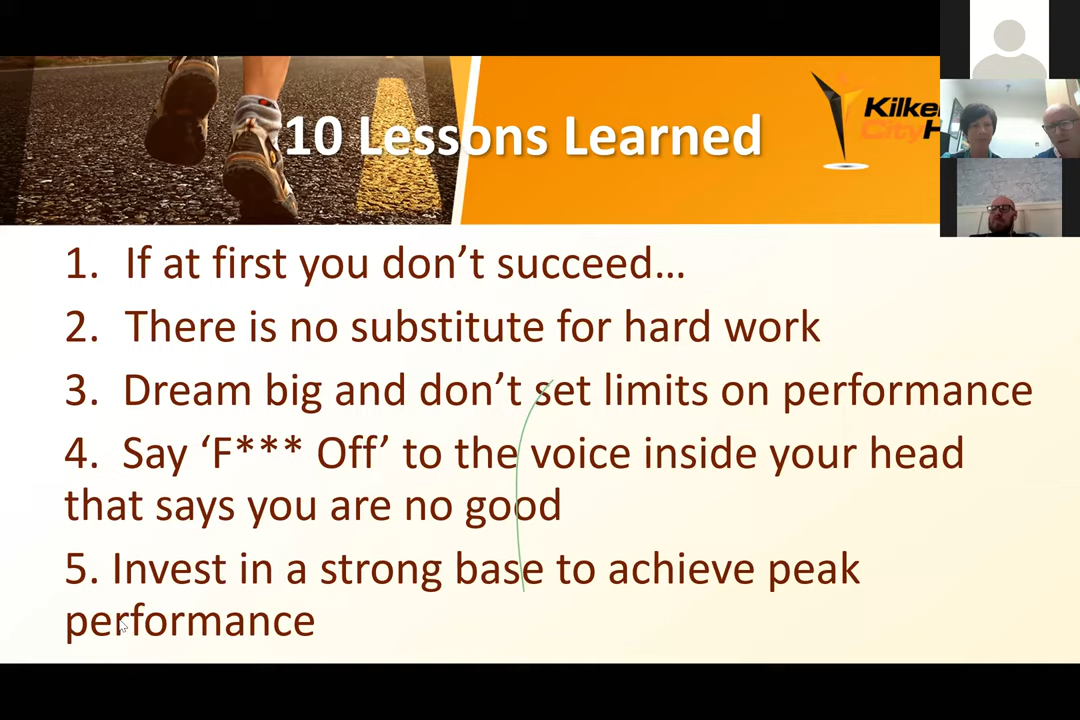 10 Lessons Learned
Kilke
City H
1. If at first you don’t succeed…
2. There is no substitute for hard work
3. Dream big and don’t set limits on performance
4. Say ‘F*** Off’ to the voice inside your head
that says you are no good
5. Invest in a strong base to achieve peak
performance